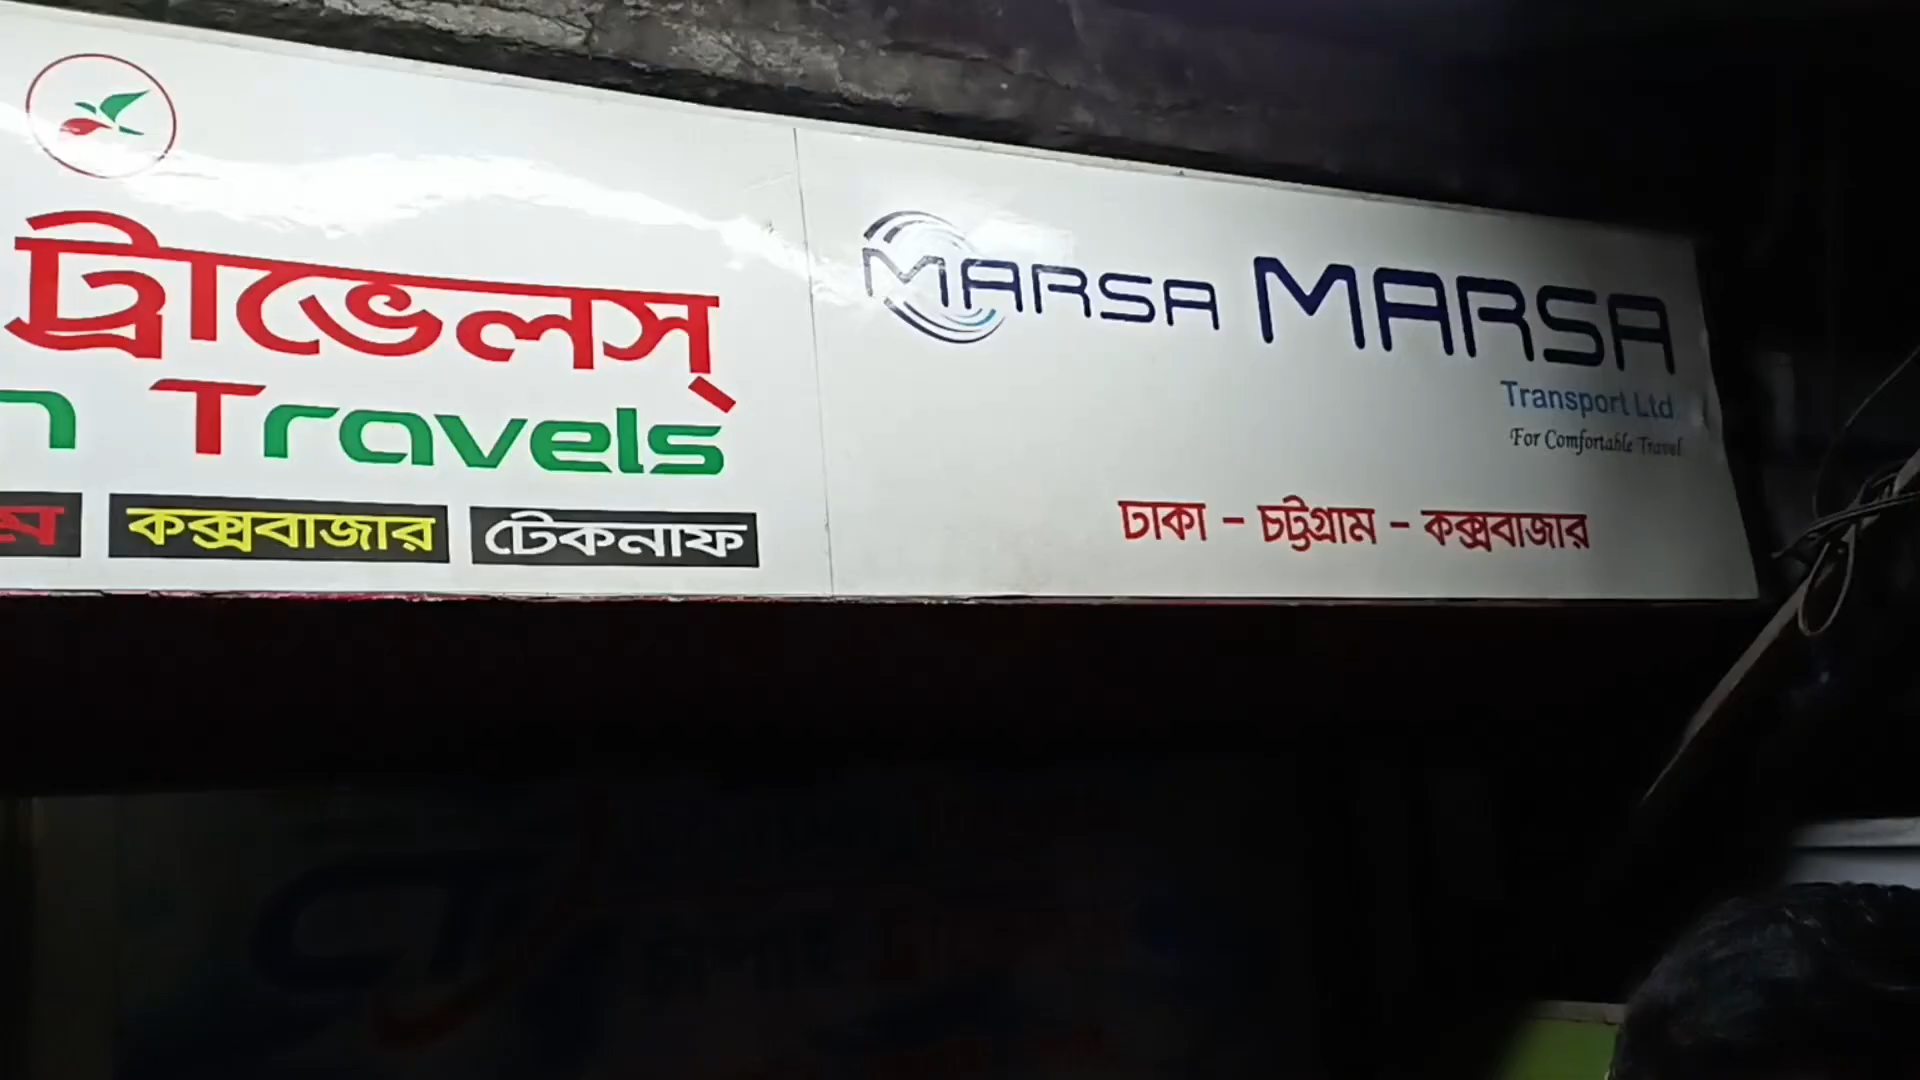 ট্রাভেলস্
Travels
কক্সবাজার টেকনাফ
MARSA MARSA
Transport Ltd.
For Comfortable Travel
ঢাকা - চট্টগ্রাম - কক্সবাজার